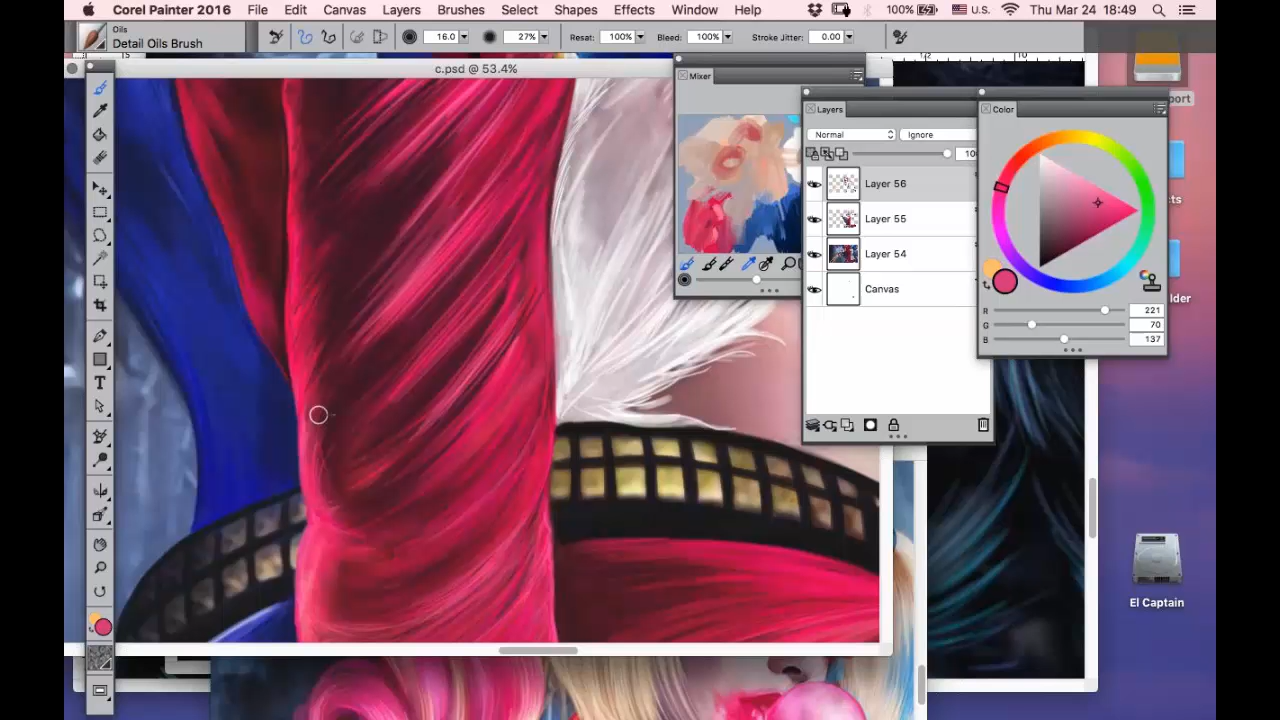 Corel Painter 2016 File Edit Canvas Layers Brushes Select Shapes Effects Window Help 100% U.S. Thu Mar 24 18:49
Oils
Detail Oils Brush
16.0 27% Reset: 100% Bleed: 100% Stroke Jitter: 0.00
c.psd @ 53.4%
Mixer
Layers
Color
Normal Ignore
Layer 56
Layer 55
Layer 54
Canvas
R 221
G 70
B 137
T
El Captain